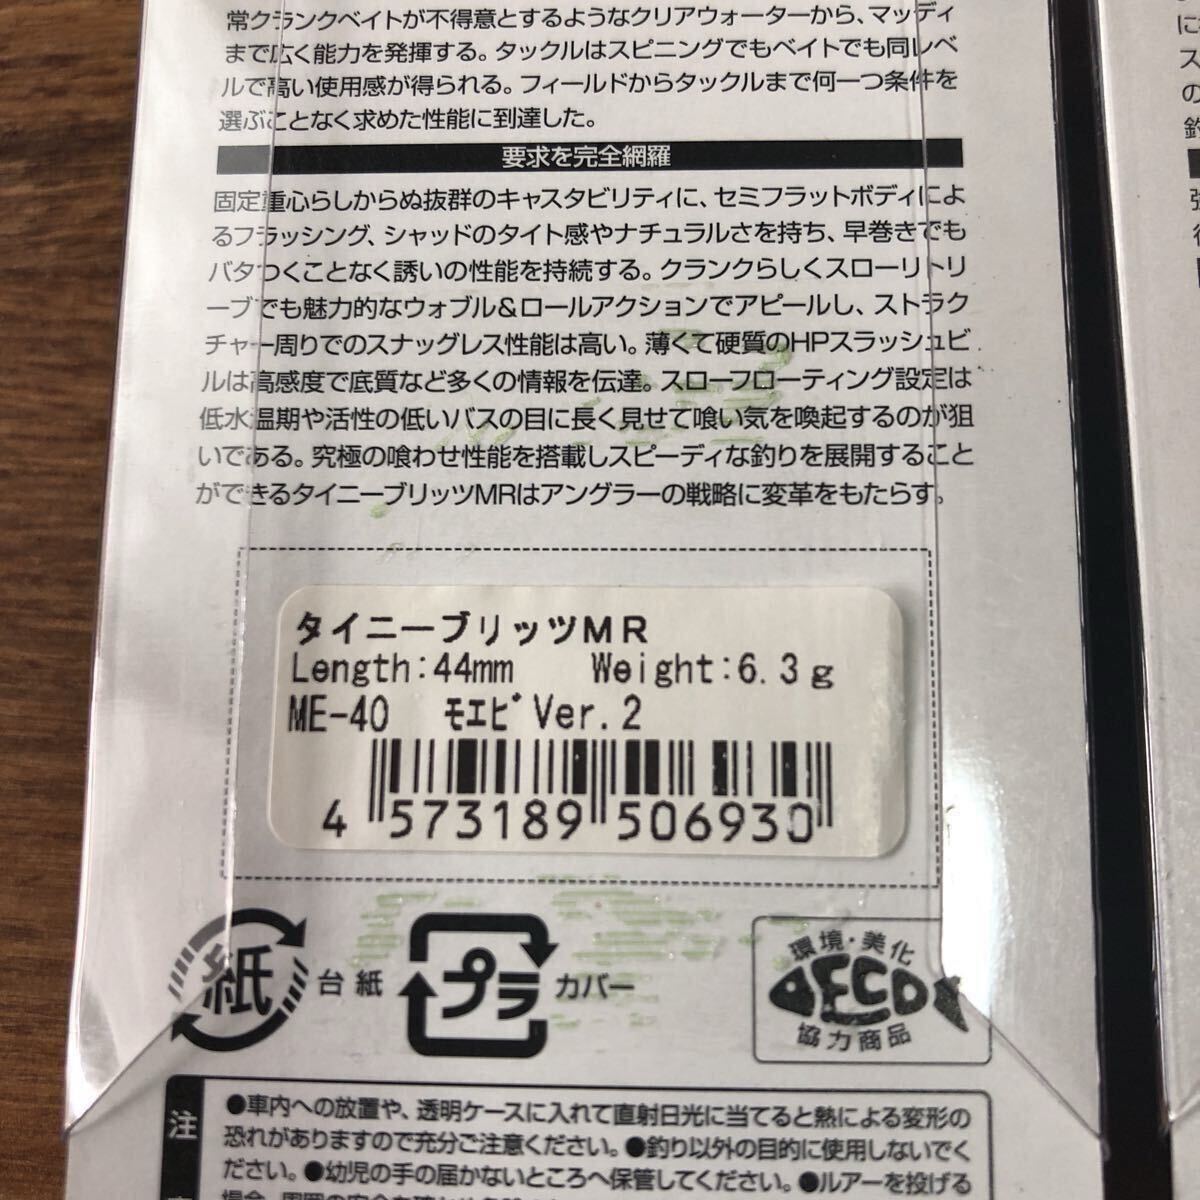 常クランクベイトが不得意とするようなクリアウォーターから、マッディ
まで広く能力を発揮する。タックルはスピニングでもベイトでも同レベ
ルで高い使用感が得られる。フィールドからタックルまで何一つ条件を
選ぶことなく求めた性能に到達した。
要求を完全網羅
固定重心らしからぬ抜群のキャスタビリティに、セミフラットボディによ
るフラッシング、シャッドのタイト感やナチュラルさを持ち、早巻きでも
バタつくことなく誘いの性能を持続する。クランクらしくスローリトリ
ーブでも魅力的なウォブル&ロールアクションでアピールし、ストラク
チャー周りでのスナッグレス性能は高い。薄くて硬質のHPスラッシュビ
ルは高感度で底質など多くの情報を伝達。スローフローティング設定は
低水温期や活性の低いバスの目に長く見せて喰い気を喚起するのが狙
いである。究極の喰わせ性能を搭載しスピーディな釣りを展開すること
ができるタイニーブリッツMRはアングラーの戦略に変革をもたらす。
タイニーブリッツMR
Length:44mm Weight:6.3g
ME-40 モエビVer.2
4 573189 506930
紙 台紙 プラ カバー
環境・美化
ECO
協力商品
注
●車内への放置や、透明ケースに入れて直射日光に当てると熱による変形の
恐れがありますので充分ご注意ください。●釣り以外の目的に使用しないでく
ださい。●幼児の手の届かないところへ保管してください。●ルアーを投げる
に
ス
の